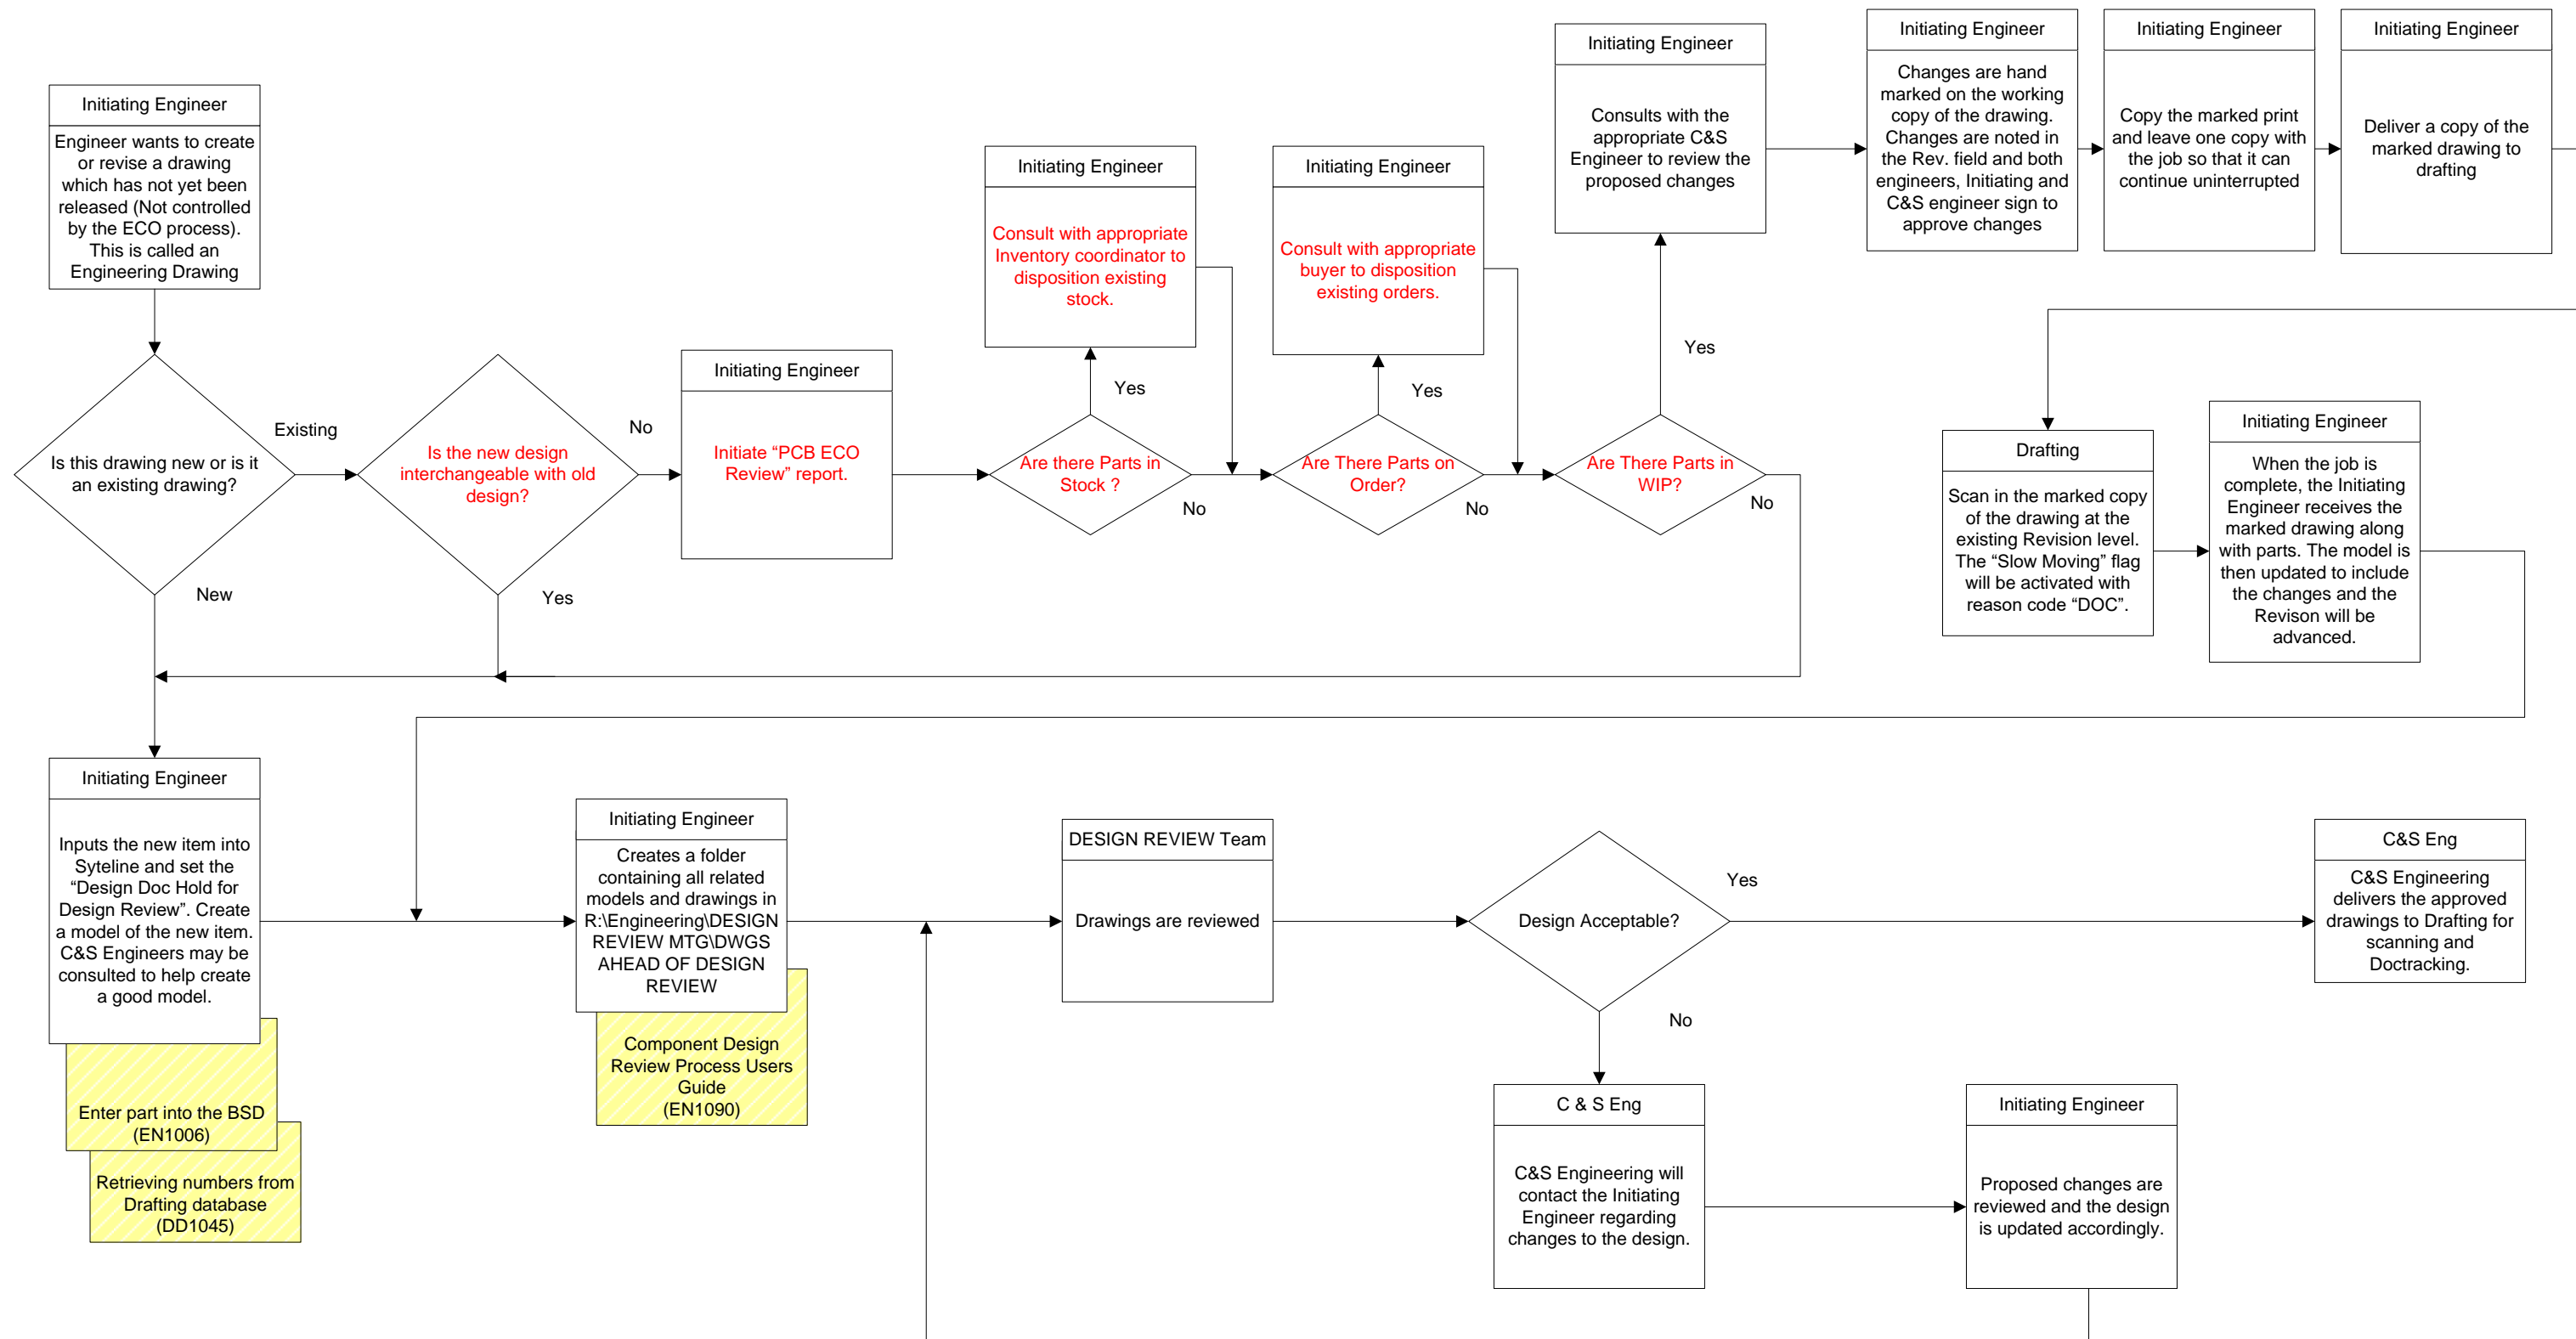 Initiating Engineer
Engineer wants to create
or revise a drawing
which has not yet been
released (Not controlled
by the ECO process).
This is called an
Engineering Drawing
Is this drawing new or is it
an existing drawing?
Existing
New
Is the new design
interchangeable with old
design?
No
Yes
Initiating Engineer
Initiate “PCB ECO
Review” report.
Initiating Engineer
Consult with appropriate
Inventory coordinator to
disposition existing
stock.
Yes
Are there Parts in
Stock ?
No
Initiating Engineer
Consult with appropriate
buyer to disposition
existing orders.
Yes
Are There Parts on
Order?
No
Initiating Engineer
Consults with the
appropriate C&S
Engineer to review the
proposed changes
Yes
Are There Parts in
WIP?
No
Initiating Engineer
Changes are hand
marked on the working
copy of the drawing.
Changes are noted in
the Rev. field and both
engineers, Initiating and
C&S engineer sign to
approve changes
Initiating Engineer
Copy the marked print
and leave one copy with
the job so that it can
continue uninterrupted
Initiating Engineer
Deliver a copy of the
marked drawing to
drafting
Drafting
Scan in the marked copy
of the drawing at the
existing Revision level.
The “Slow Moving” flag
will be activated with
reason code “DOC”.
Initiating Engineer
When the job is
complete, the Initiating
Engineer receives the
marked drawing along
with parts. The model is
then updated to include
the changes and the
Revison will be
advanced.
Initiating Engineer
Inputs the new item into
Syteline and set the
“Design Doc Hold for
Design Review”. Create
a model of the new item.
C&S Engineers may be
consulted to help create
a good model.
Enter part into the BSD
(EN1006)
Retrieving numbers from
Drafting database
(DD1045)
Initiating Engineer
Creates a folder
containing all related
models and drawings in
R:\Engineering\DESIGN
REVIEW MTG\DWGS
AHEAD OF DESIGN
REVIEW
Component Design
Review Process Users
Guide
(EN1090)
DESIGN REVIEW Team
Drawings are reviewed
Design Acceptable?
Yes
No
C&S Eng
C&S Engineering
delivers the approved
drawings to Drafting for
scanning and
Doctracking.
C & S Eng
C&S Engineering will
contact the Initiating
Engineer regarding
changes to the design.
Initiating Engineer
Proposed changes are
reviewed and the design
is updated accordingly.